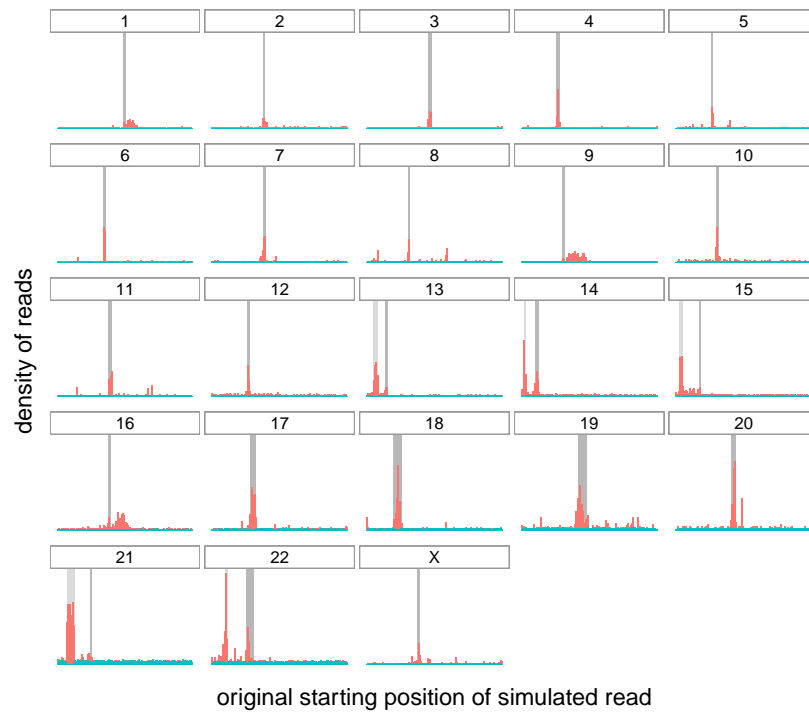 1 2 3 4 5
6 7 8 9 10
11 12 13 14 15
16 17 18 19 20
21 22 X
density of reads
original starting position of simulated read